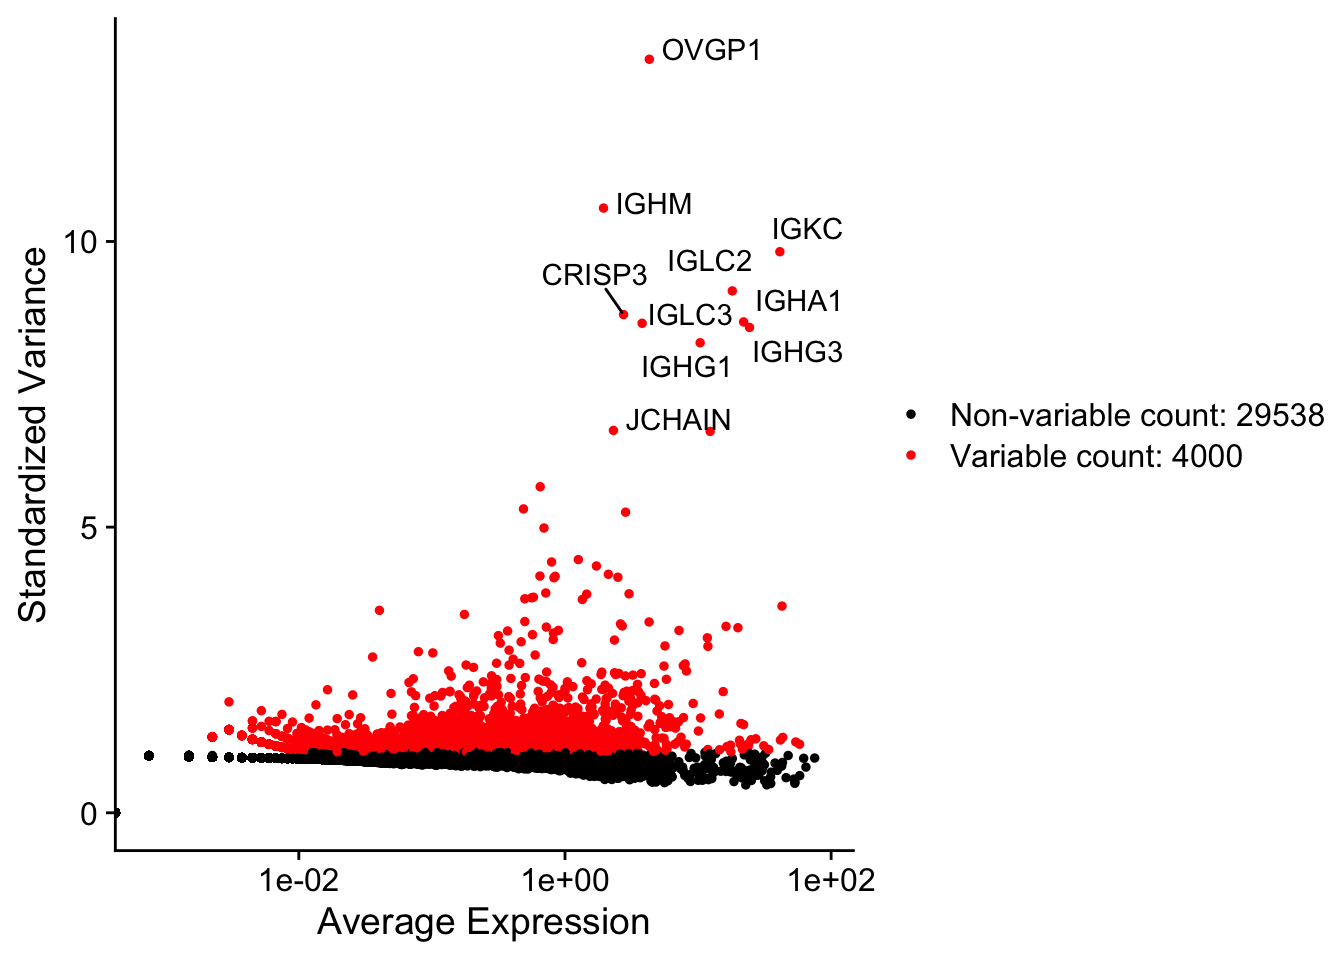 OVGP1
IGHM
IGKC
IGLC2
CRISP3
IGHA1
IGLC3
IGHG3
IGHG1
JCHAIN
10
5
0
Standardized Variance
1e-02
1e+00
1e+02
Average Expression
Non-variable count: 29538
Variable count: 4000